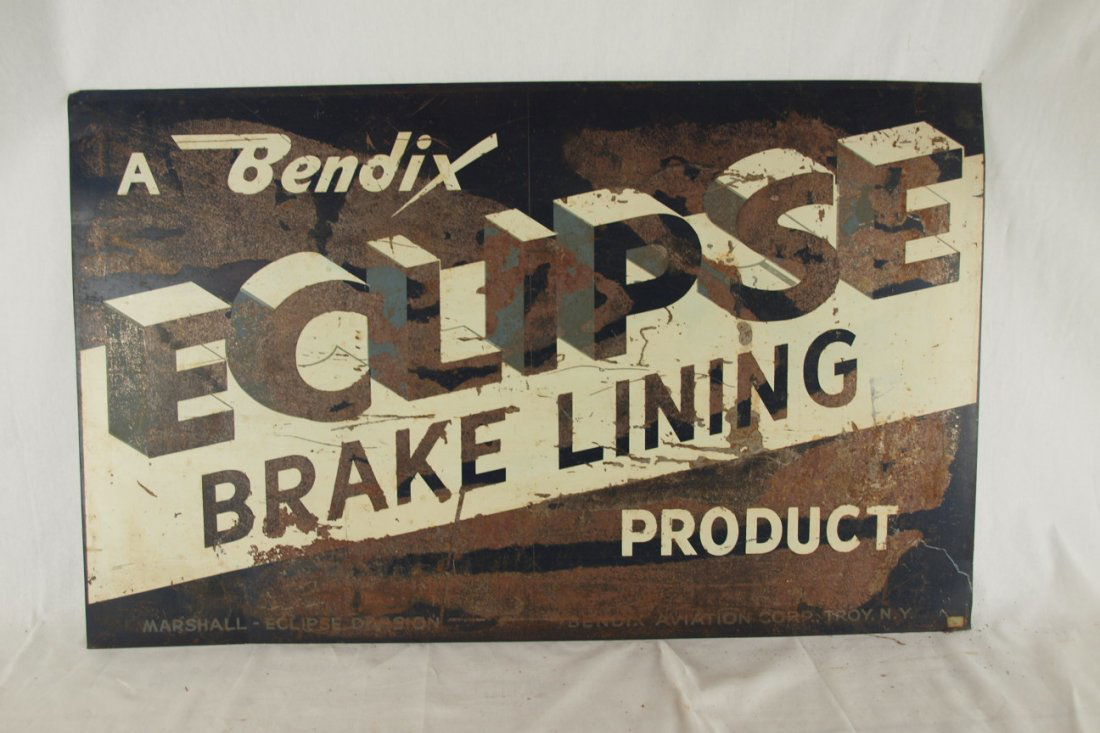 A Bendix
ECLIPSE
BRAKE LINING
PRODUCT
MARSHALL - ECLIPSE DIVISION BENDIX AVIATION CORP. TROY, N.Y.